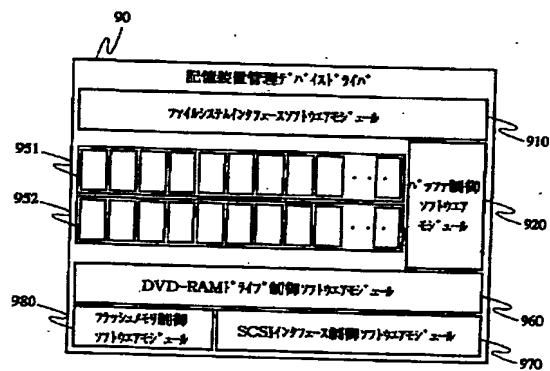 90
記憶装置管理デバイスドライバ
ファイルシステムインタフェースソフトウエアモジュール
910
951
952
バッファ制御
ソフトウエア
モジュール
920
DVD-RAMドライブ制御ソフトウエアモジュール
960
980
フラッシュメモリ制御
ソフトウエアモジュール
SCSIインタフェース制御ソフトウエアモジュール
970